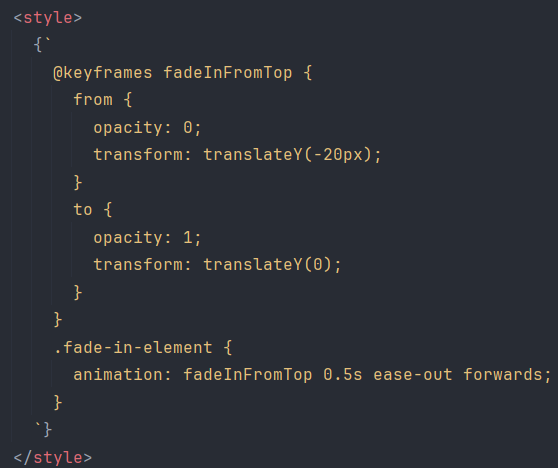 <style>
{`
@keyframes fadeInFromTop {
from {
opacity: 0;
transform: translateY(-20px);
}
to {
opacity: 1;
transform: translateY(0);
}
}
.fade-in-element {
animation: fadeInFromTop 0.5s ease-out forwards;
}
`}
</style>